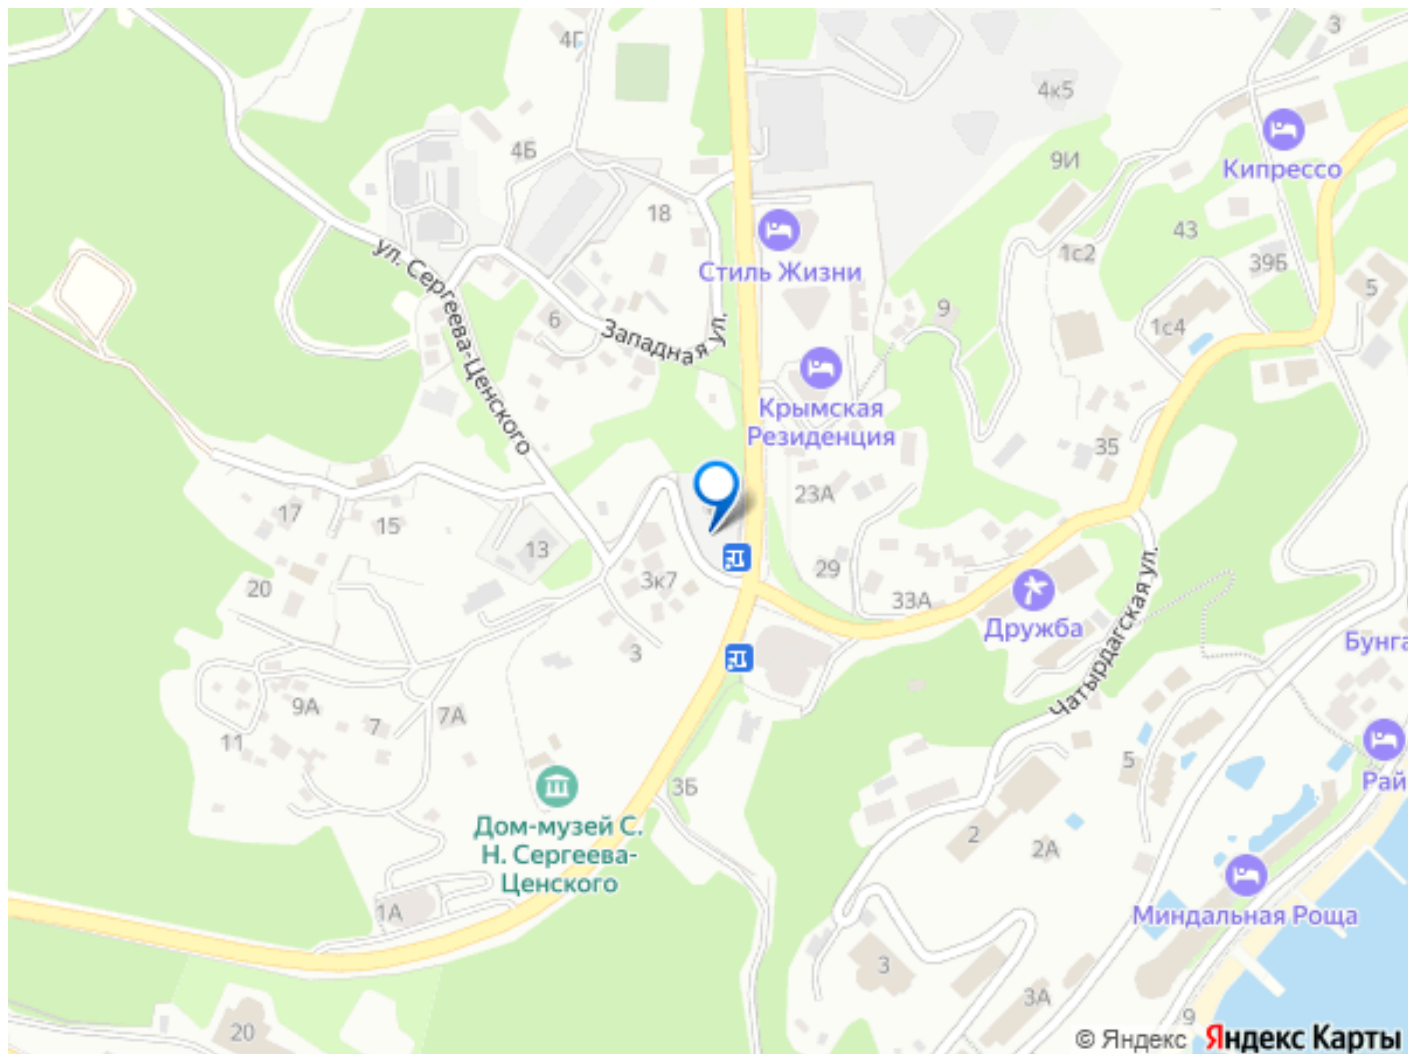 4Г
3
4к5
Кипрессо
4Б
9И
18
43
Стиль Жизни
1с2
39Б
ул. Сергеева-Ценского
6
9
5
Западная ул.
1с4
Крымская
Резиденция
35
23А
17
15
13
3к7
29
20
33А
Дружба
3
Чатырдагская ул.
Бунга
9А
7
7А
11
5
Рай
3Б
Дом-музей С.
Н. Сергеева-
Ценского
2
2А
1А
Миндальная Роща
3
3А
9
20
© Яндекс Яндекс Карты